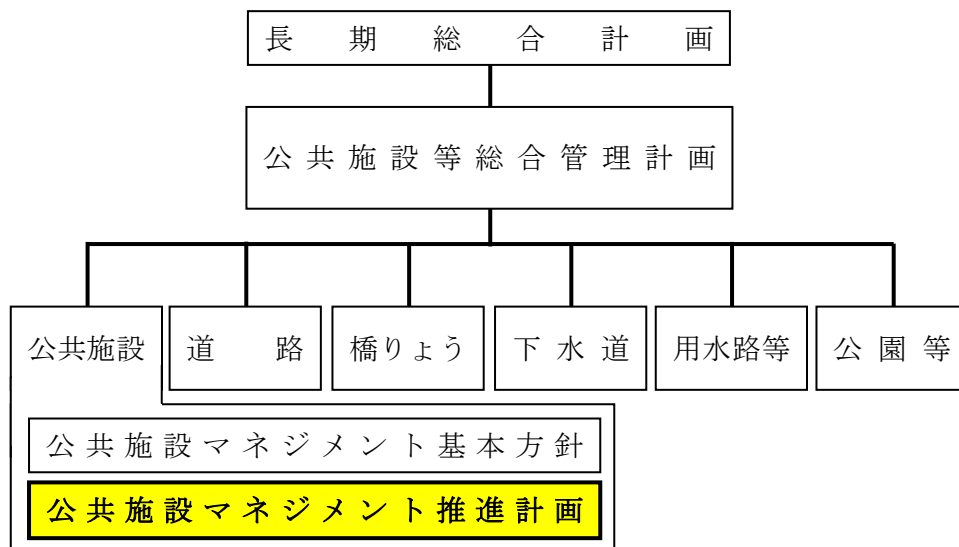 長期総合計画
公共施設等総合管理計画
公共施設
道路
橋りょう
下水道
用水路等
公園等
公共施設マネジメント基本方針
公共施設マネジメント推進計画